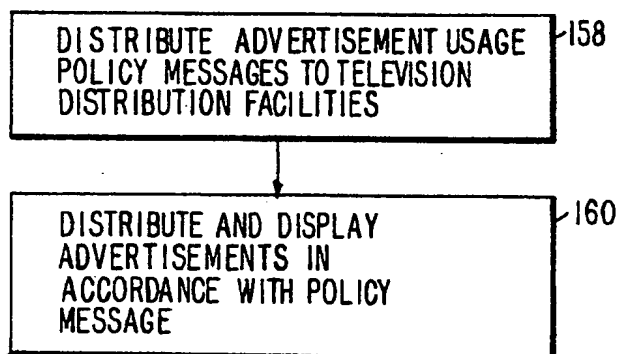 DISTRIBUTE ADVERTISEMENT USAGE
POLICY MESSAGES TO TELEVISION
DISTRIBUTION FACILITIES
158
DISTRIBUTE AND DISPLAY
ADVERTISEMENTS IN
ACCORDANCE WITH POLICY
MESSAGE
160